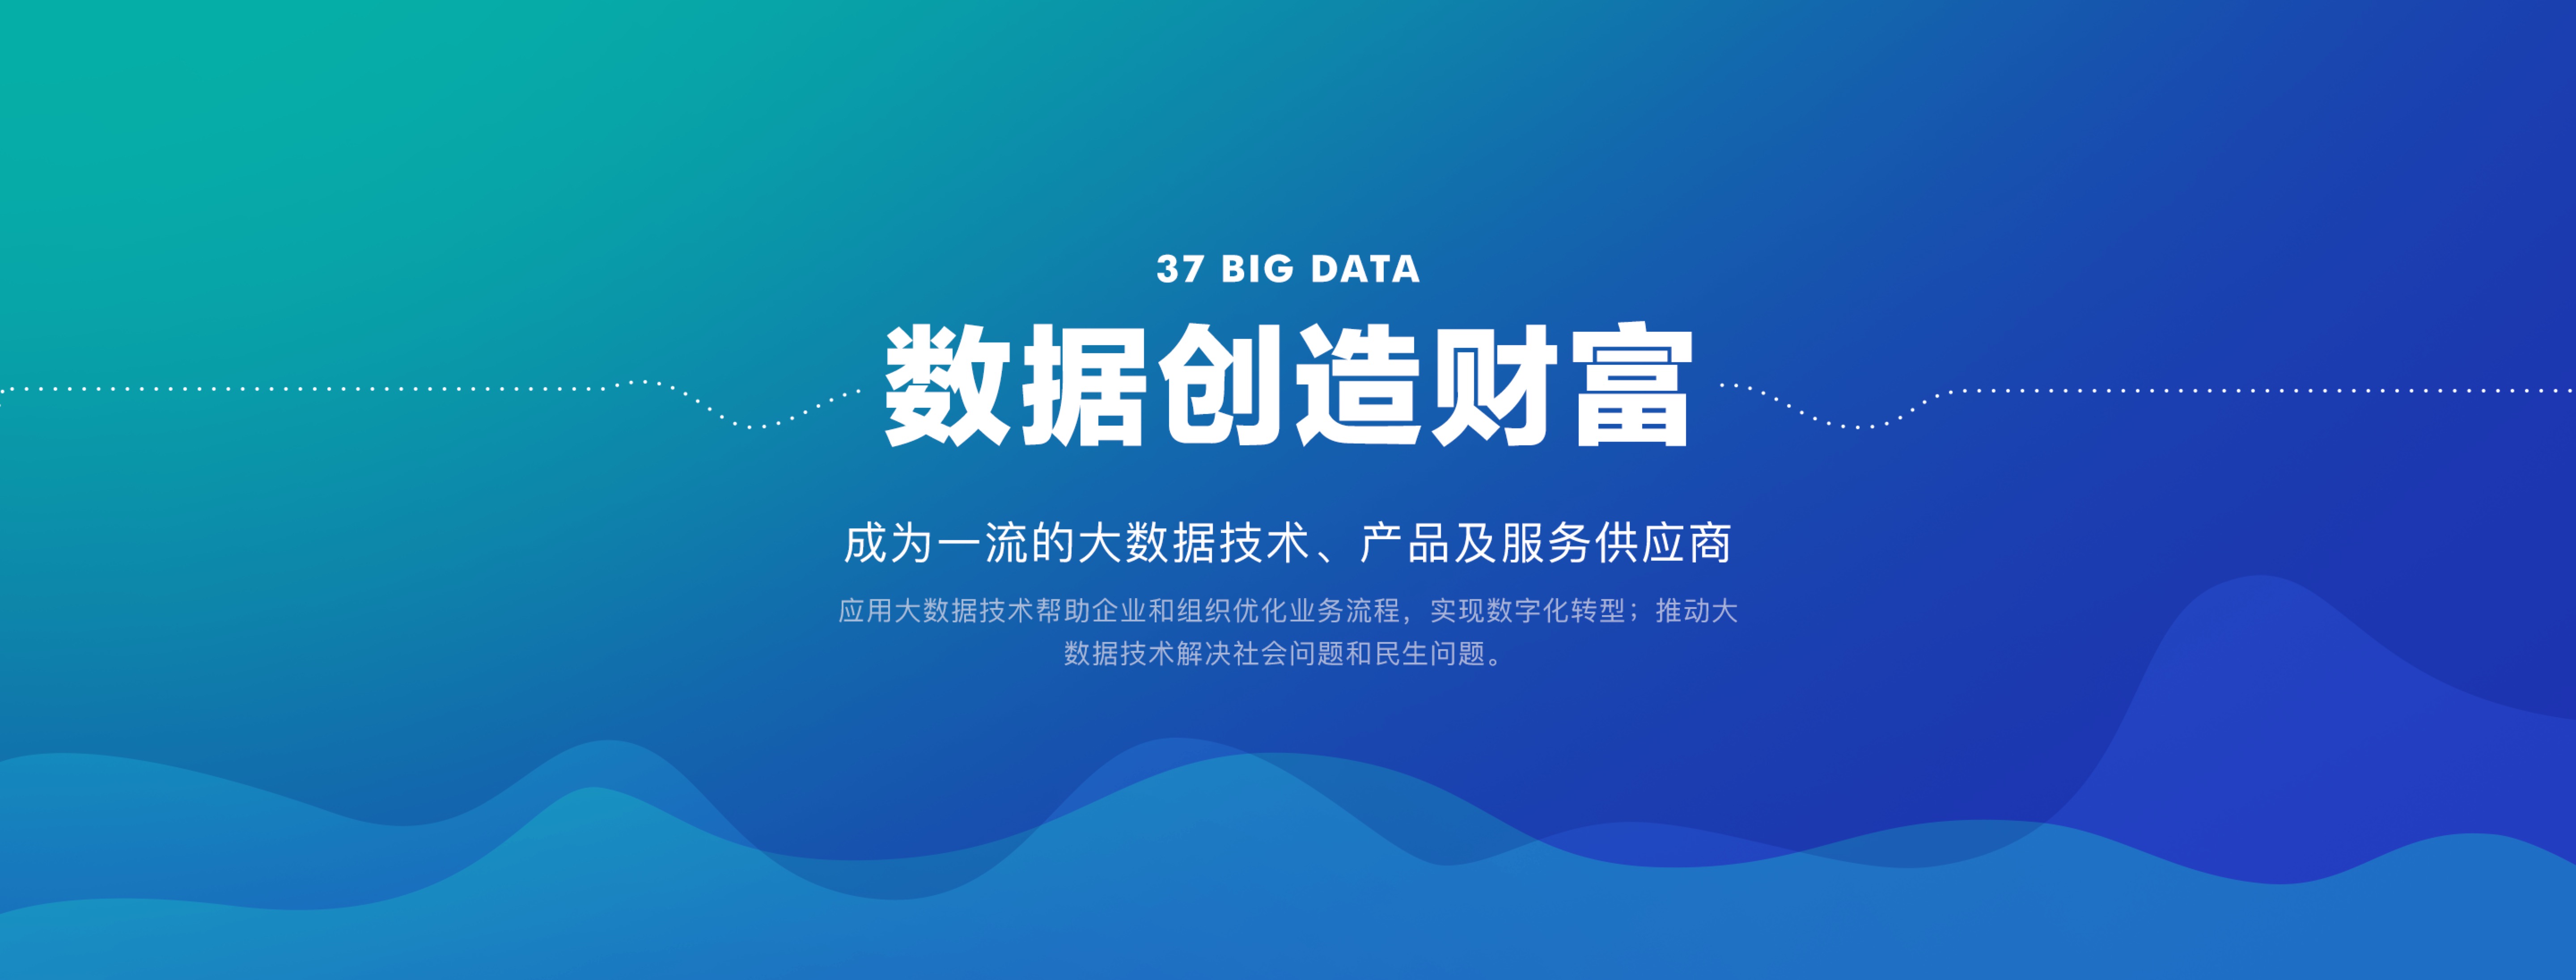 37 BIG DATA
数据创造财富
成为一流的大数据技术、产品及服务供应商
应用大数据技术帮助企业和组织优化业务流程，实现数字化转型；推动大
数据技术解决社会问题和民生问题。